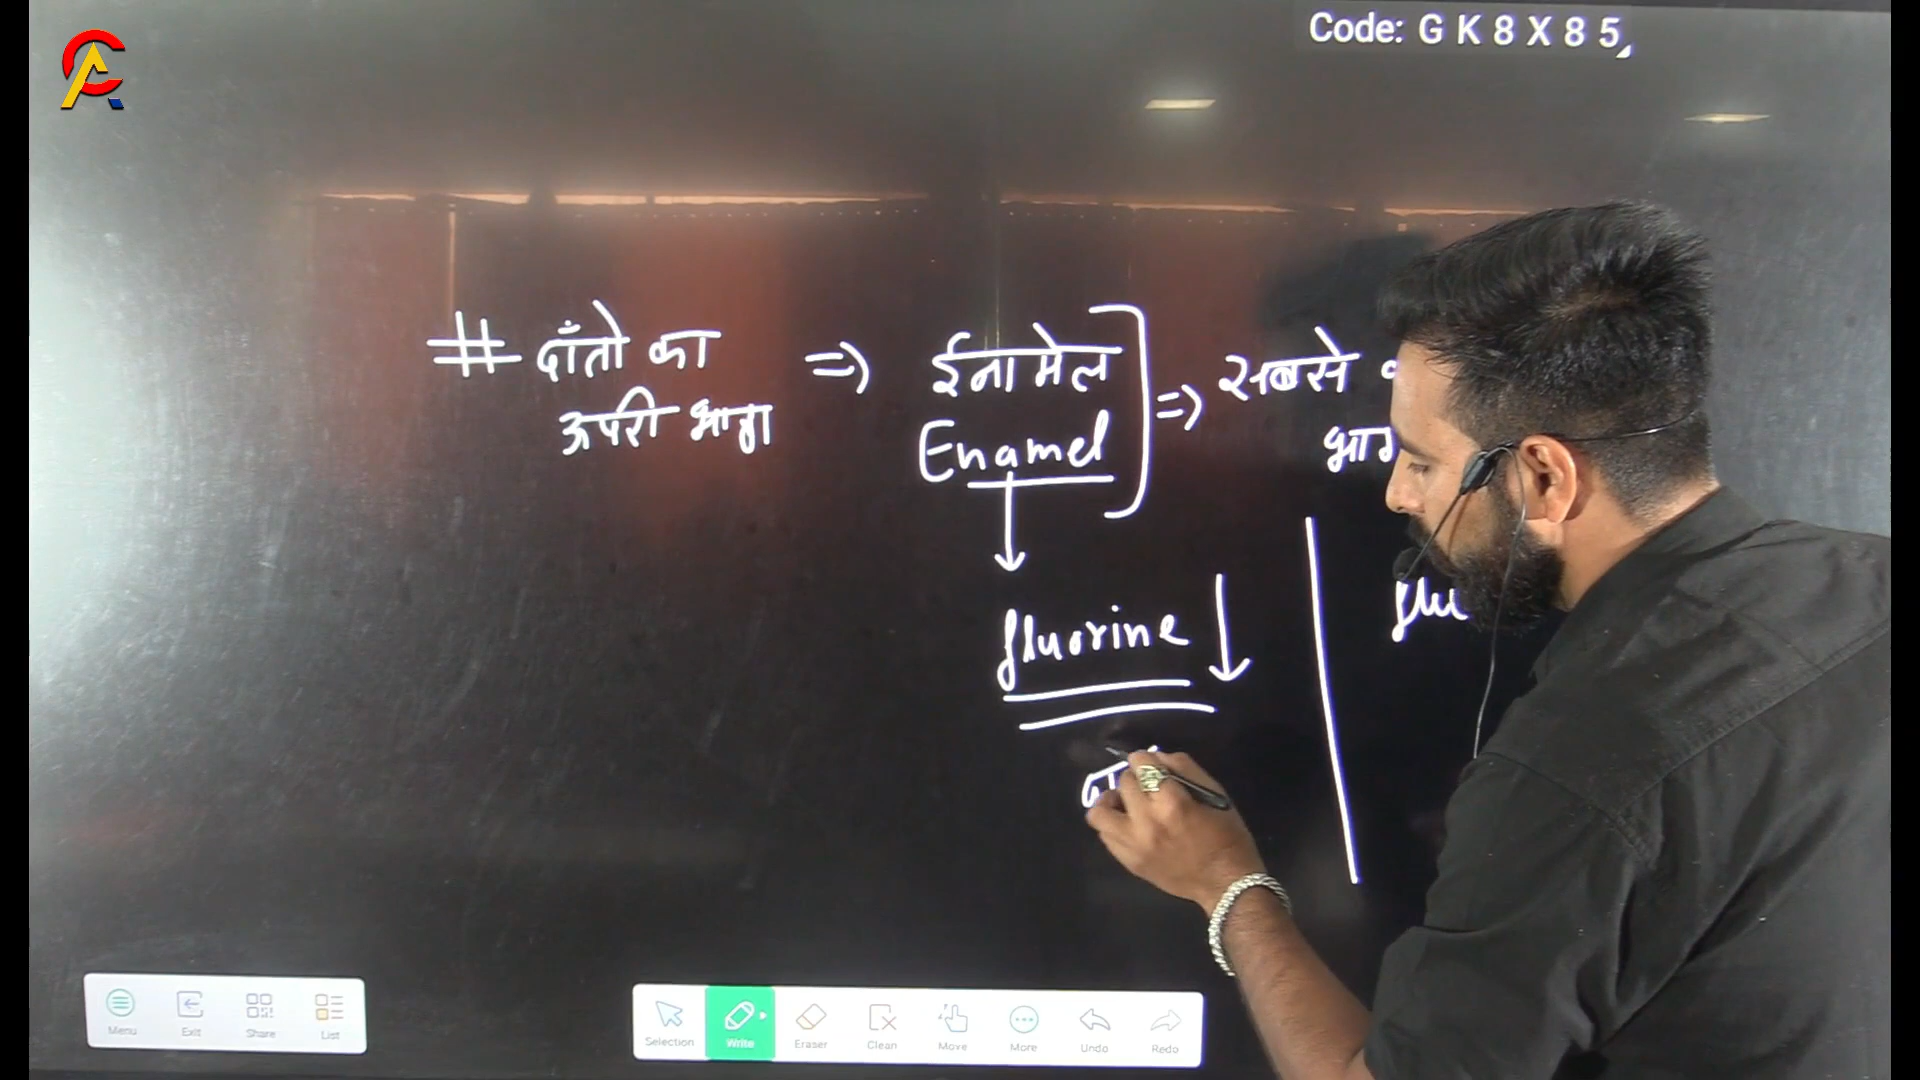 Code: G K 8 X 8 5
# दाँतो का => ईनामेल => सबसे
ऊपरी भाग Enamel
fluorine
Menu Exit Share List
Selection Write Eraser Clean Move More Undo Redo